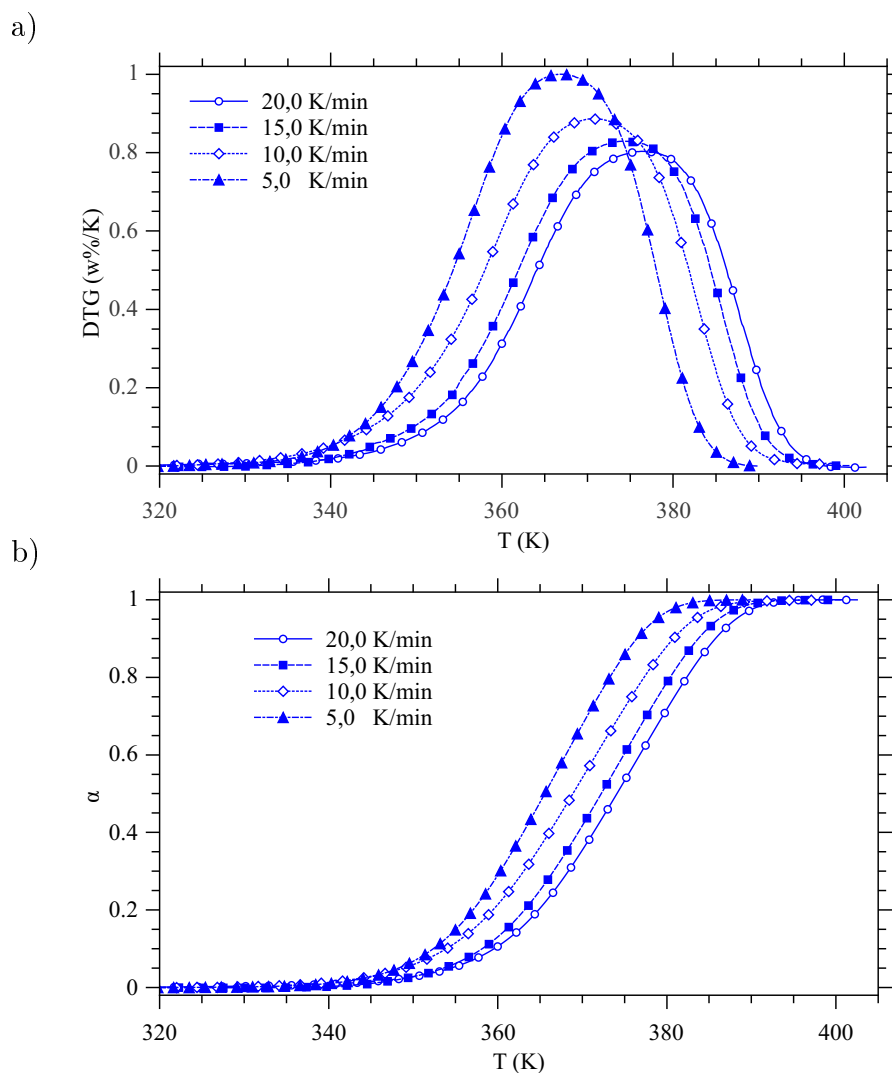 a)
1
0.8
0.6
0.4
0.2
0
DTG (w%/K)
20,0 K/min
15,0 K/min
10,0 K/min
5,0 K/min
320 340 360 380 400
T (K)
b)
1
0.8
0.6
0.4
0.2
0
α
20,0 K/min
15,0 K/min
10,0 K/min
5,0 K/min
320 340 360 380 400
T (K)